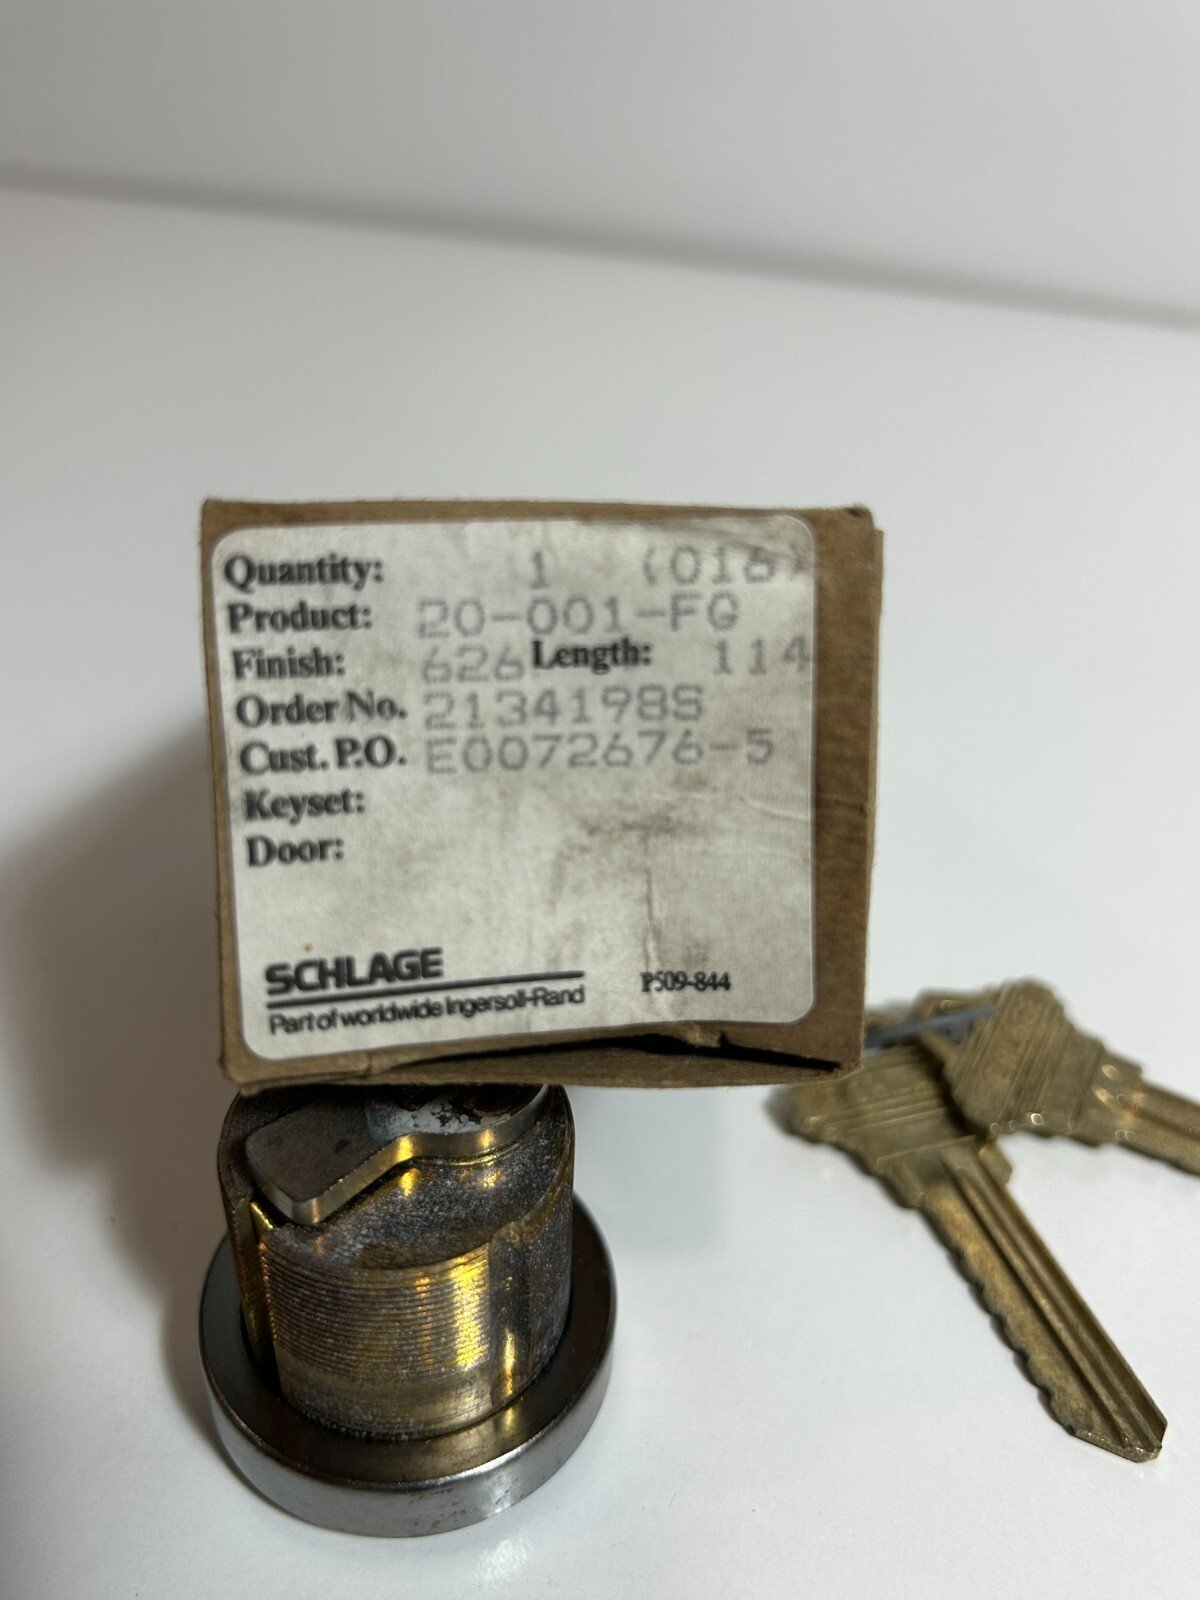 Quantity: 1 (016)
Product: 20-001-FG
Finish: 626 Length: 114
Order No. 2134198S
Cust. P.O. E0072676-5
Keyset:
Door:
SCHLAGE
Part of worldwide Ingersoll-Rand
P509-844